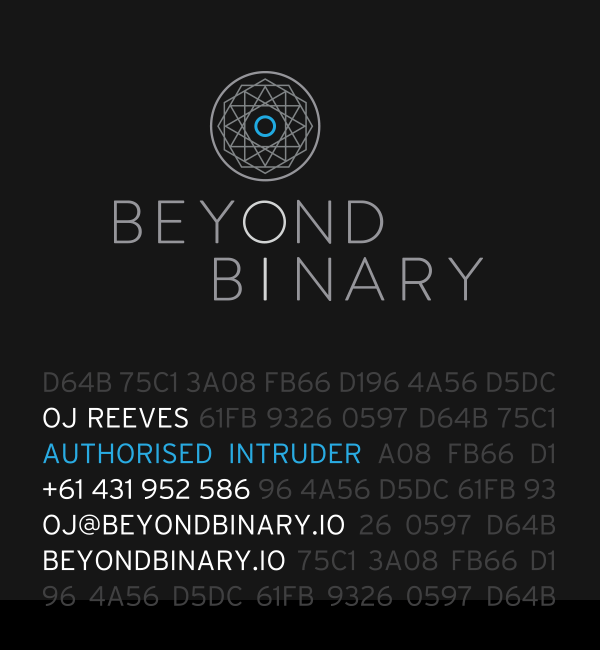 BEYOND
BINARY
D64B 75C1 3A08 FB66 D196 4A56 D5DC
OJ REEVES 61FB 9326 0597 D64B 75C1
AUTHORISED INTRUDER A08 FB66 D1
+61 431 952 586 96 4A56 D5DC 61FB 93
OJ@BEYONDBINARY.IO 26 0597 D64B
BEYONDBINARY.IO 75C1 3A08 FB66 D1
96 4A56 D5DC 61FB 9326 0597 D64B